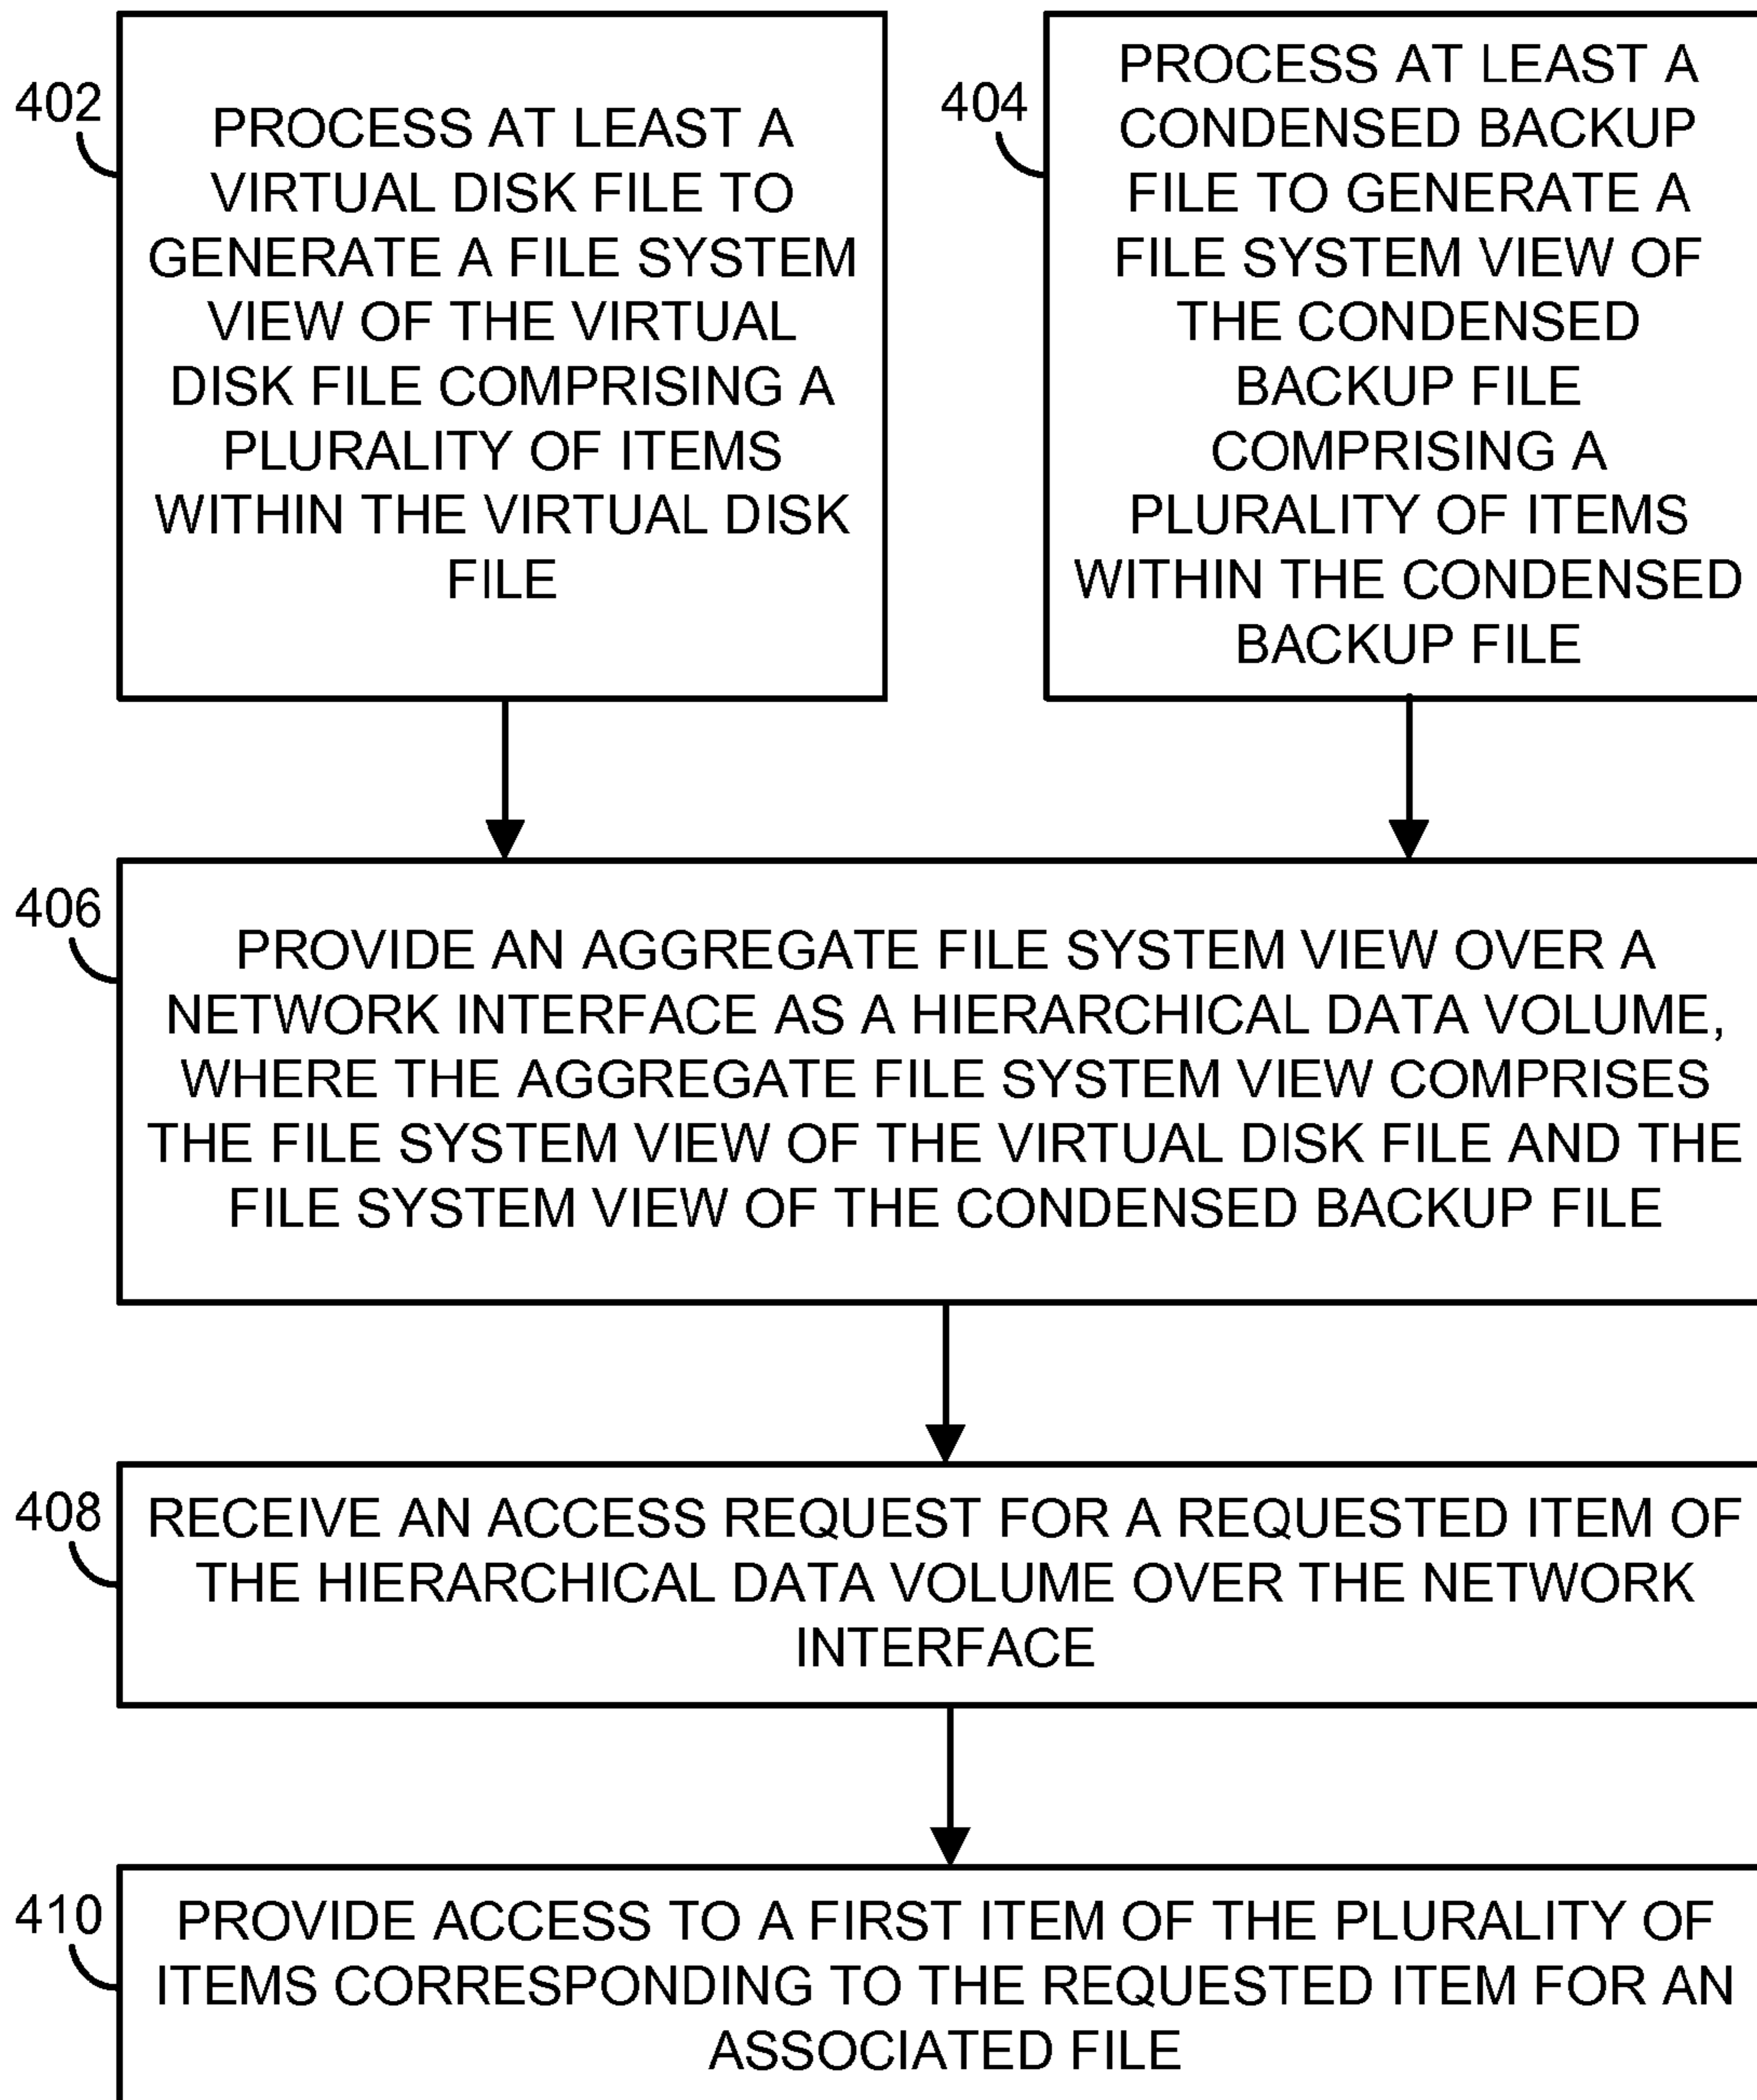 402
PROCESS AT LEAST A
VIRTUAL DISK FILE TO
GENERATE A FILE SYSTEM
VIEW OF THE VIRTUAL
DISK FILE COMPRISING A
PLURALITY OF ITEMS
WITHIN THE VIRTUAL DISK
FILE
404
PROCESS AT LEAST A
CONDENSED BACKUP
FILE TO GENERATE A
FILE SYSTEM VIEW OF
THE CONDENSED
BACKUP FILE
COMPRISING A
PLURALITY OF ITEMS
WITHIN THE CONDENSED
BACKUP FILE
406
PROVIDE AN AGGREGATE FILE SYSTEM VIEW OVER A
NETWORK INTERFACE AS A HIERARCHICAL DATA VOLUME,
WHERE THE AGGREGATE FILE SYSTEM VIEW COMPRISES
THE FILE SYSTEM VIEW OF THE VIRTUAL DISK FILE AND THE
FILE SYSTEM VIEW OF THE CONDENSED BACKUP FILE
408
RECEIVE AN ACCESS REQUEST FOR A REQUESTED ITEM OF
THE HIERARCHICAL DATA VOLUME OVER THE NETWORK
INTERFACE
410
PROVIDE ACCESS TO A FIRST ITEM OF THE PLURALITY OF
ITEMS CORRESPONDING TO THE REQUESTED ITEM FOR AN
ASSOCIATED FILE